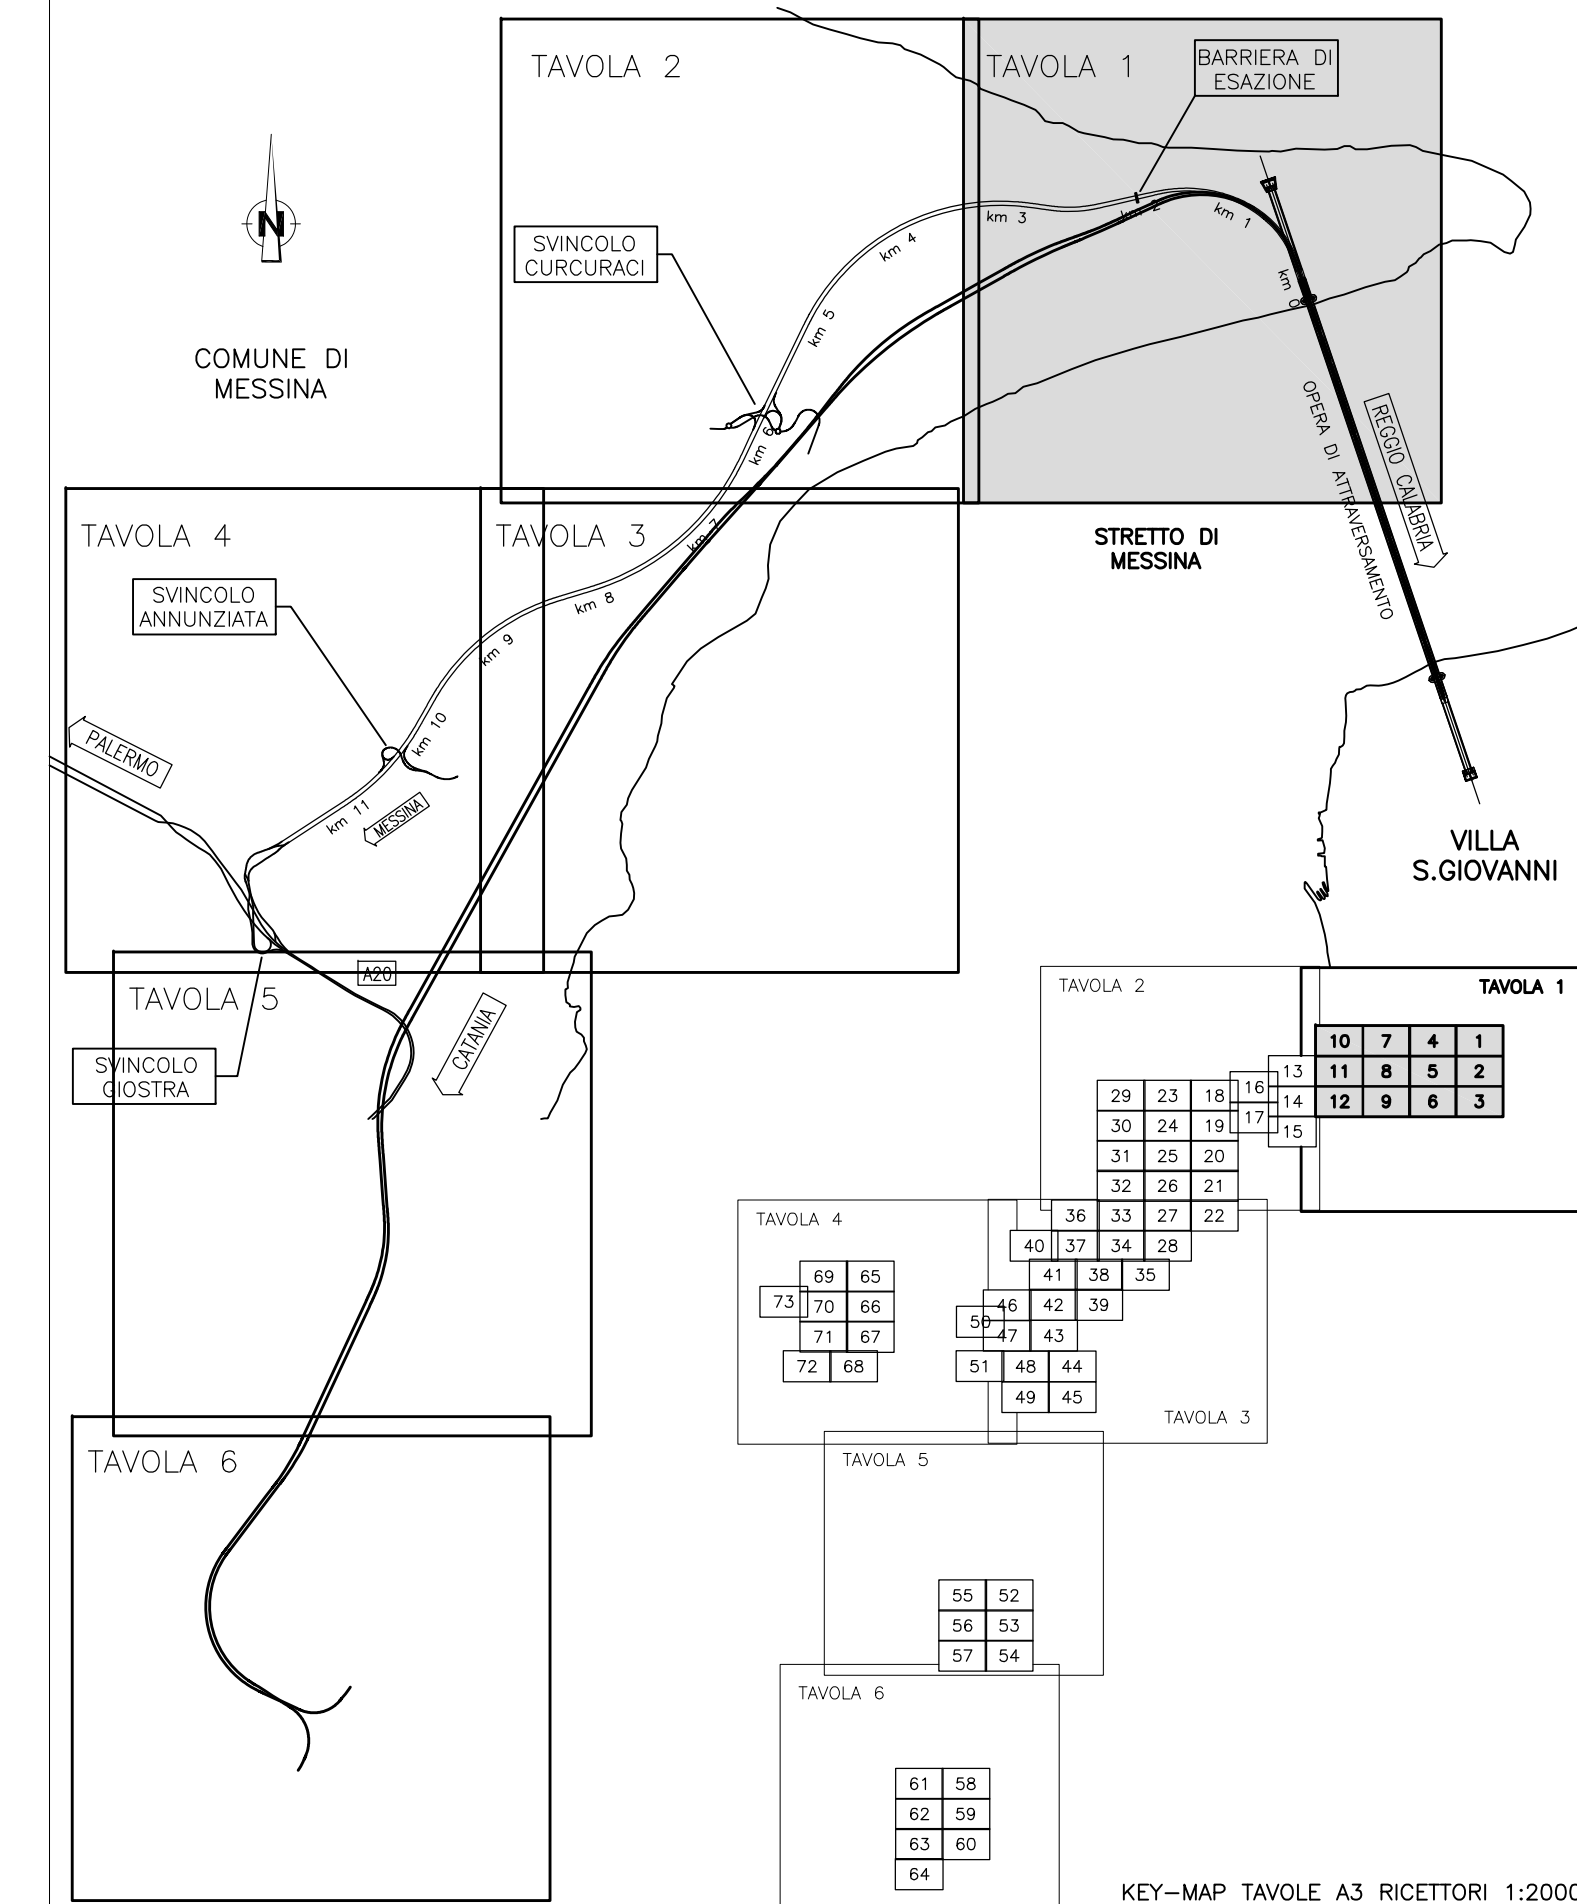 TAVOLA 2
TAVOLA 1
BARRIERA DI
ESAZIONE
N
SVINCOLO
CURCURACI
km 0
km 1
km 2
km 3
km 4
km 5
km 6
km 7
km 8
km 9
km 10
km 11
COMUNE DI
MESSINA
OPERA DI ATTRAVERSAMENTO
REGGIO CALABRIA
STRETTO DI
MESSINA
TAVOLA 4
TAVOLA 3
SVINCOLO
ANNUNZIATA
PALERMO
MESSINA
VILLA
S.GIOVANNI
A20
TAVOLA 5
CATANIA
SVINCOLO
GIOSTRA
TAVOLA 6
TAVOLA 2
TAVOLA 1
10 7 4 1
11 8 5 2
12 9 6 3
13
14
15
16
17
29 23 18
30 24 19
31 25 20
32 26 21
36 33 27 22
40 37 34 28
41 38 35
46 42 39
50
47 43
51 48 44
49 45
TAVOLA 3
TAVOLA 4
69 65
73 70 66
71 67
72 68
TAVOLA 5
55 52
56 53
57 54
TAVOLA 6
61 58
62 59
63 60
64
KEY-MAP TAVOLE A3 RICETTORI 1:2000